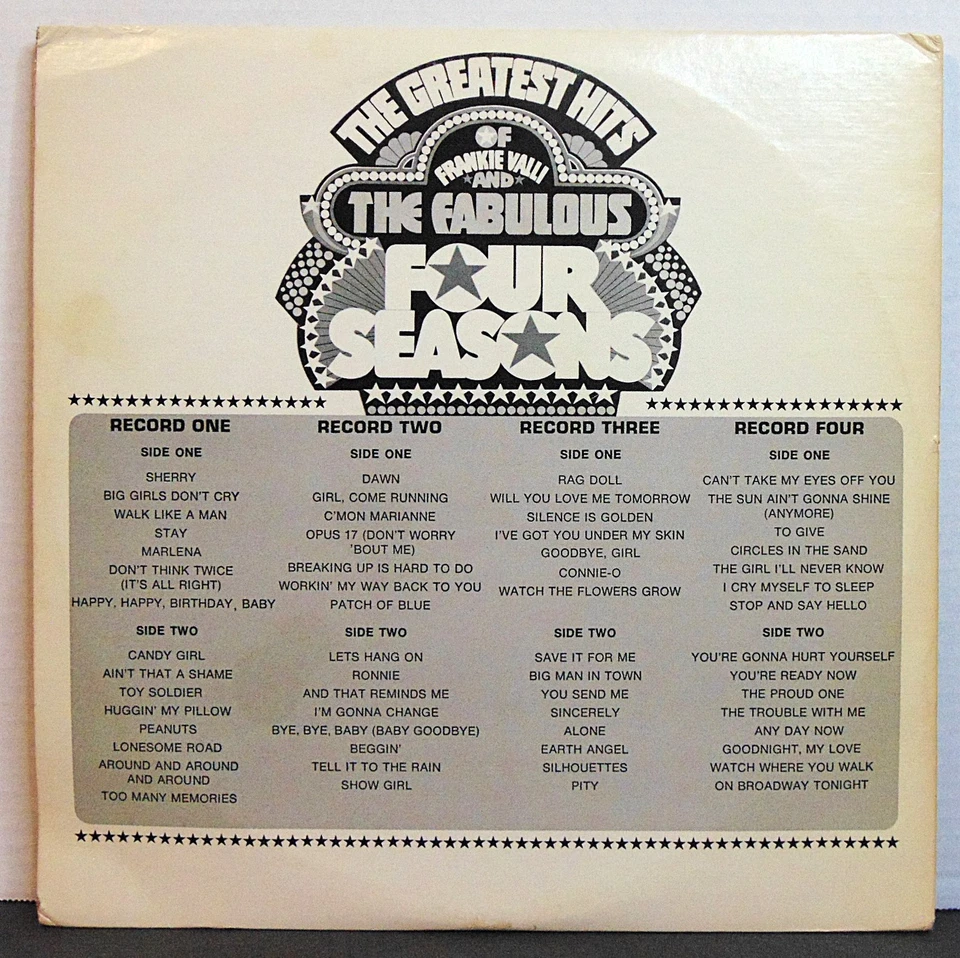 THE GREATEST HITS
OF
FRANKIE VALLI
AND
THE FABULOUS
FOUR
SEASONS
RECORD ONE
SIDE ONE
SHERRY
BIG GIRLS DON'T CRY
WALK LIKE A MAN
STAY
MARLENA
DON'T THINK TWICE
(IT'S ALL RIGHT)
HAPPY, HAPPY, BIRTHDAY, BABY
SIDE TWO
CANDY GIRL
AIN'T THAT A SHAME
TOY SOLDIER
HUGGIN' MY PILLOW
PEANUTS
LONESOME ROAD
AROUND AND AROUND
AND AROUND
TOO MANY MEMORIES
RECORD TWO
SIDE ONE
DAWN
GIRL, COME RUNNING
C'MON MARIANNE
OPUS 17 (DON'T WORRY
'BOUT ME)
BREAKING UP IS HARD TO DO
WORKIN' MY WAY BACK TO YOU
PATCH OF BLUE
SIDE TWO
LETS HANG ON
RONNIE
AND THAT REMINDS ME
I'M GONNA CHANGE
BYE, BYE, BABY (BABY GOODBYE)
BEGGIN'
TELL IT TO THE RAIN
SHOW GIRL
RECORD THREE
SIDE ONE
RAG DOLL
WILL YOU LOVE ME TOMORROW
SILENCE IS GOLDEN
I'VE GOT YOU UNDER MY SKIN
GOODBYE, GIRL
CONNIE-O
WATCH THE FLOWERS GROW
SIDE TWO
SAVE IT FOR ME
BIG MAN IN TOWN
YOU SEND ME
SINCERELY
ALONE
EARTH ANGEL
SILHOUETTES
PITY
RECORD FOUR
SIDE ONE
CAN'T TAKE MY EYES OFF YOU
THE SUN AIN'T GONNA SHINE
(ANYMORE)
TO GIVE
CIRCLES IN THE SAND
THE GIRL I'LL NEVER KNOW
I CRY MYSELF TO SLEEP
STOP AND SAY HELLO
SIDE TWO
YOU'RE GONNA HURT YOURSELF
YOU'RE READY NOW
THE PROUD ONE
THE TROUBLE WITH ME
ANY DAY NOW
GOODNIGHT, MY LOVE
WATCH WHERE YOU WALK
ON BROADWAY TONIGHT